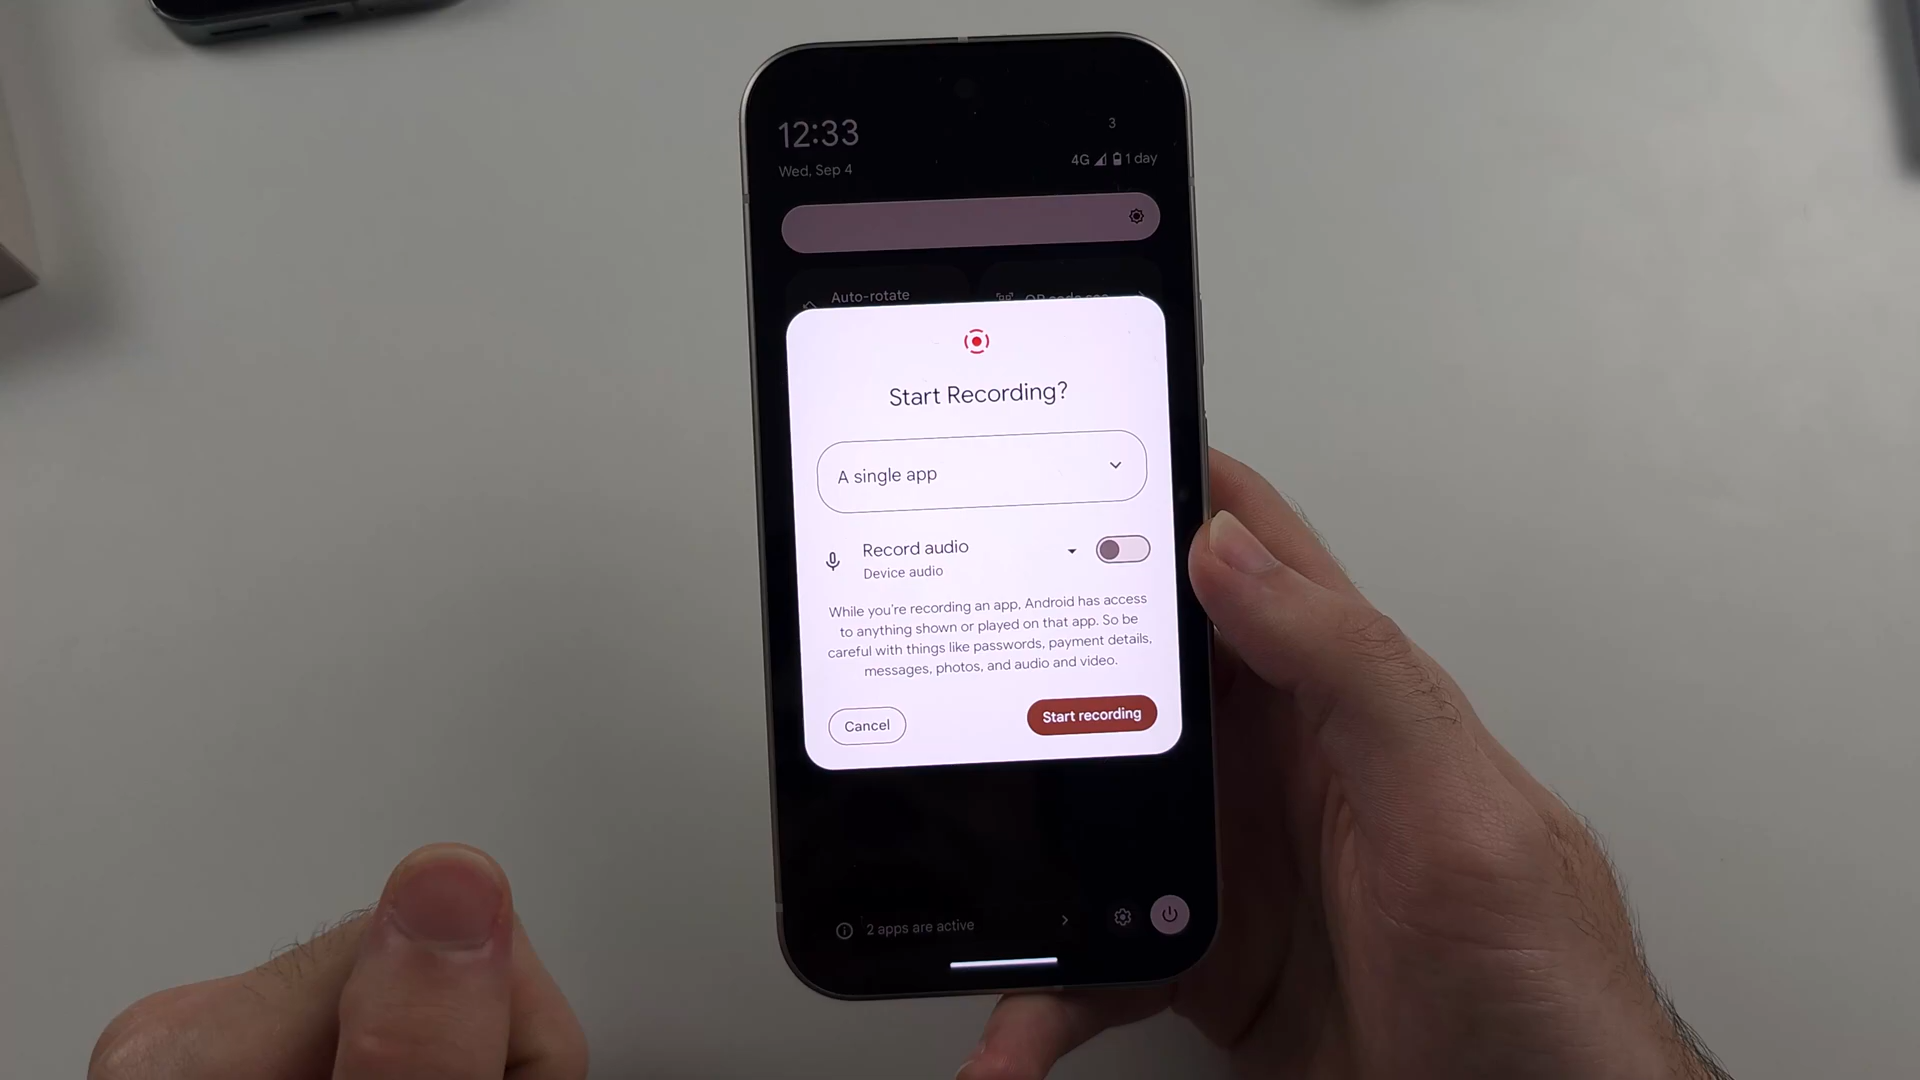 12:33
3
Wed, Sep 4
4G 1 day
Auto-rotate
QR code
Start Recording?
A single app
Record audio
Device audio
While you're recording an app, Android has access
to anything shown or played on that app. So be
careful with things like passwords, payment details,
messages, photos, and audio and video.
Cancel
Start recording
2 apps are active